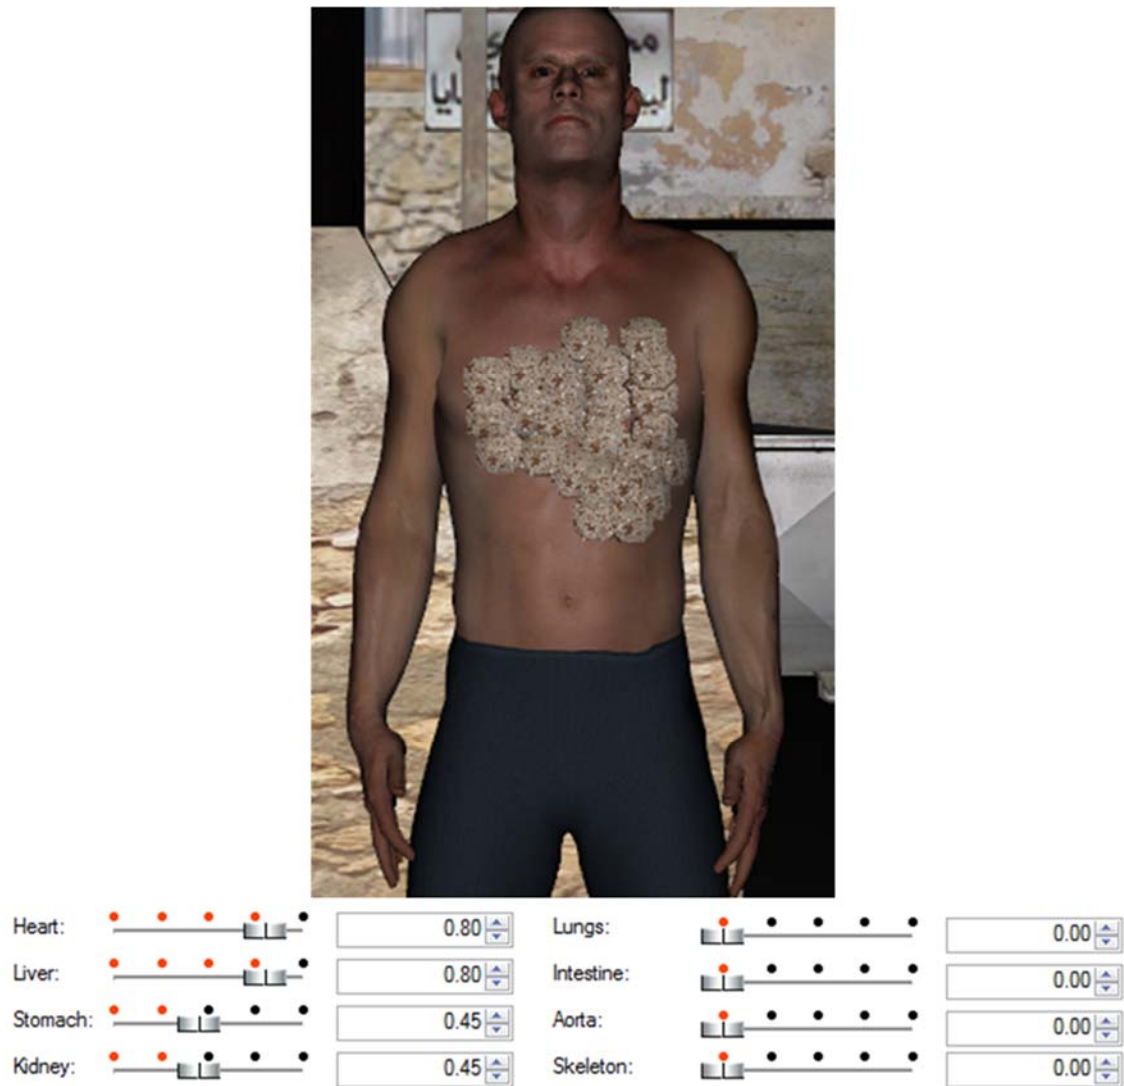 Heart: 0.80 Lungs: 0.00
Liver: 0.80 Intestine: 0.00
Stomach: 0.45 Aorta: 0.00
Kidney: 0.45 Skeleton: 0.00